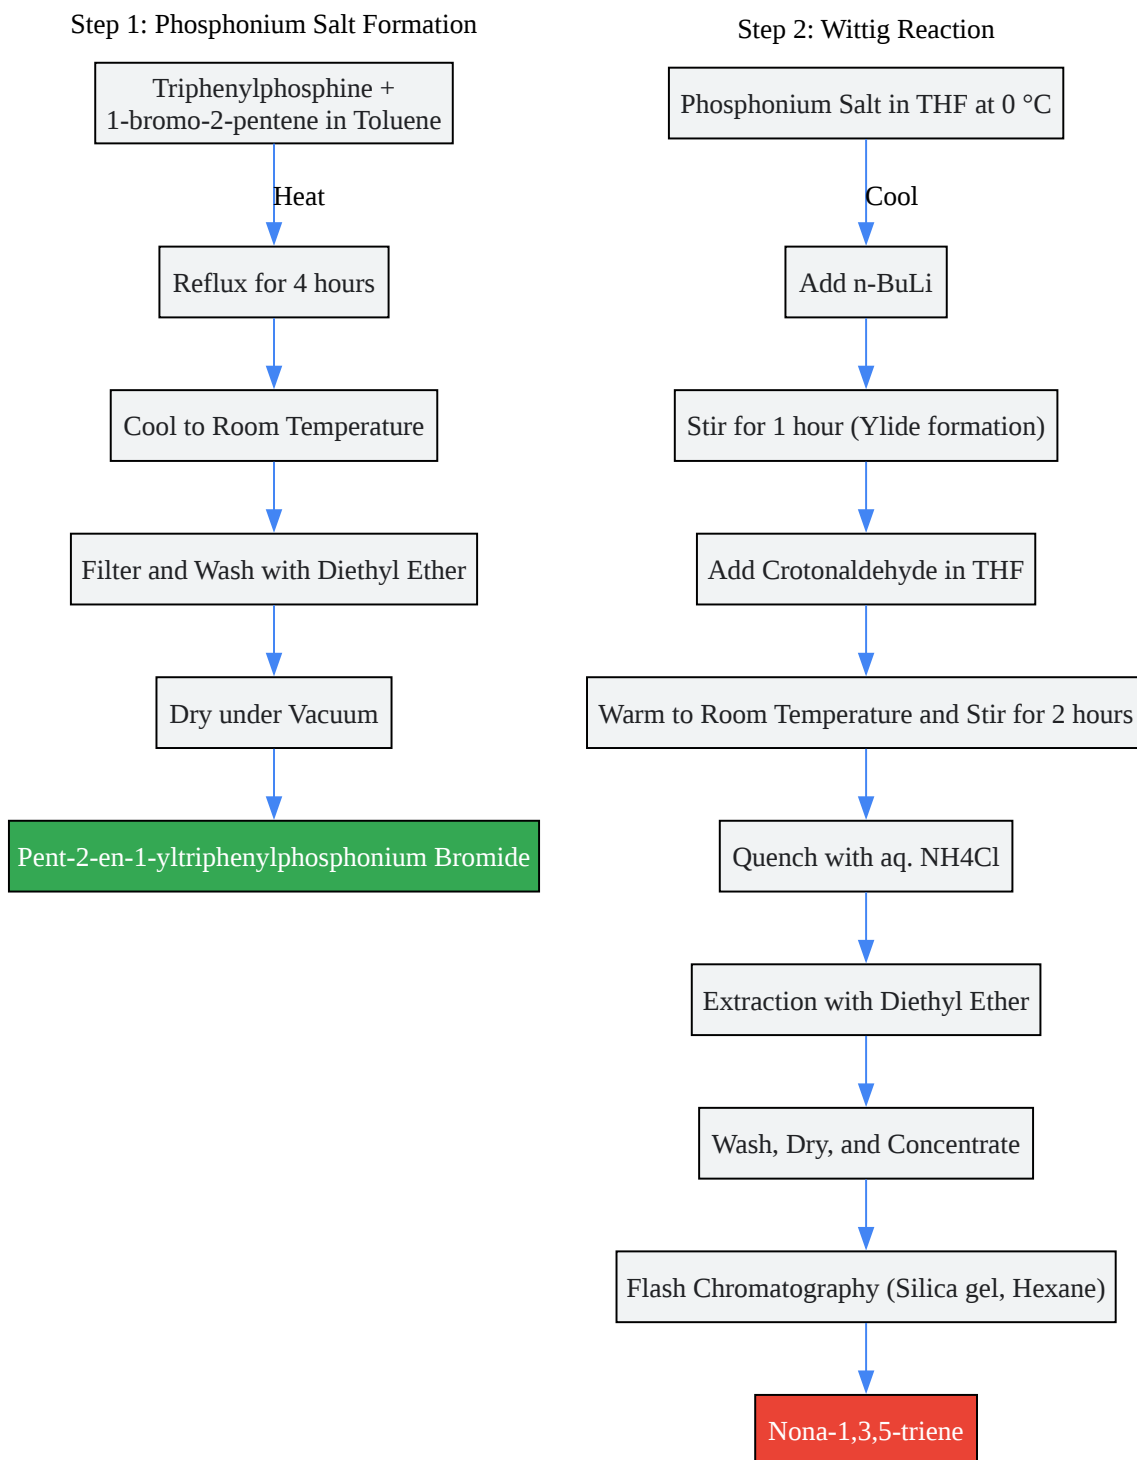 Step 1: Phosphonium Salt Formation
Triphenylphosphine +
1-bromo-2-pentene in Toluene
Heat
Reflux for 4 hours
Cool to Room Temperature
Filter and Wash with Diethyl Ether
Dry under Vacuum
Pent-2-en-1-yltriphenylphosphonium Bromide
Step 2: Wittig Reaction
Phosphonium Salt in THF at 0 °C
Cool
Add n-BuLi
Stir for 1 hour (Ylide formation)
Add Crotonaldehyde in THF
Warm to Room Temperature and Stir for 2 hours
Quench with aq. NH4Cl
Extraction with Diethyl Ether
Wash, Dry, and Concentrate
Flash Chromatography (Silica gel, Hexane)
Nona-1,3,5-triene